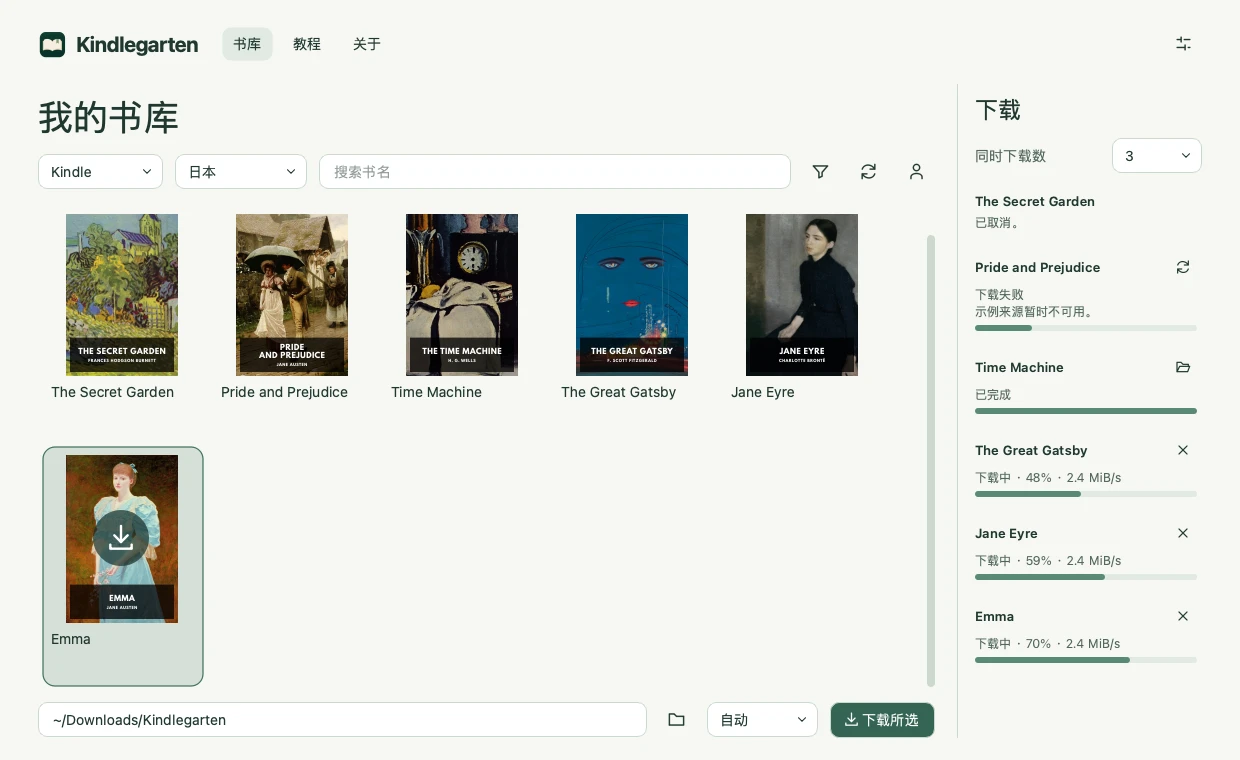 Kindlegarten
书库
教程
关于
我的书库
Kindle
日本
搜索书名
THE SECRET GARDEN
FRANCES HODGSON BURNETT
The Secret Garden
PRIDE
AND PREJUDICE
JANE AUSTEN
Pride and Prejudice
THE TIME MACHINE
H. G. WELLS
Time Machine
THE GREAT GATSBY
F. SCOTT FITZGERALD
The Great Gatsby
JANE EYRE
CHARLOTTE BRONTË
Jane Eyre
EMMA
JANE AUSTEN
Emma
~/Downloads/Kindlegarten
自动
下载所选
下载
同时下载数
3
The Secret Garden
已取消。
Pride and Prejudice
下载失败
示例来源暂时不可用。
Time Machine
已完成
The Great Gatsby
下载中 · 48% · 2.4 MiB/s
Jane Eyre
下载中 · 59% · 2.4 MiB/s
Emma
下载中 · 70% · 2.4 MiB/s